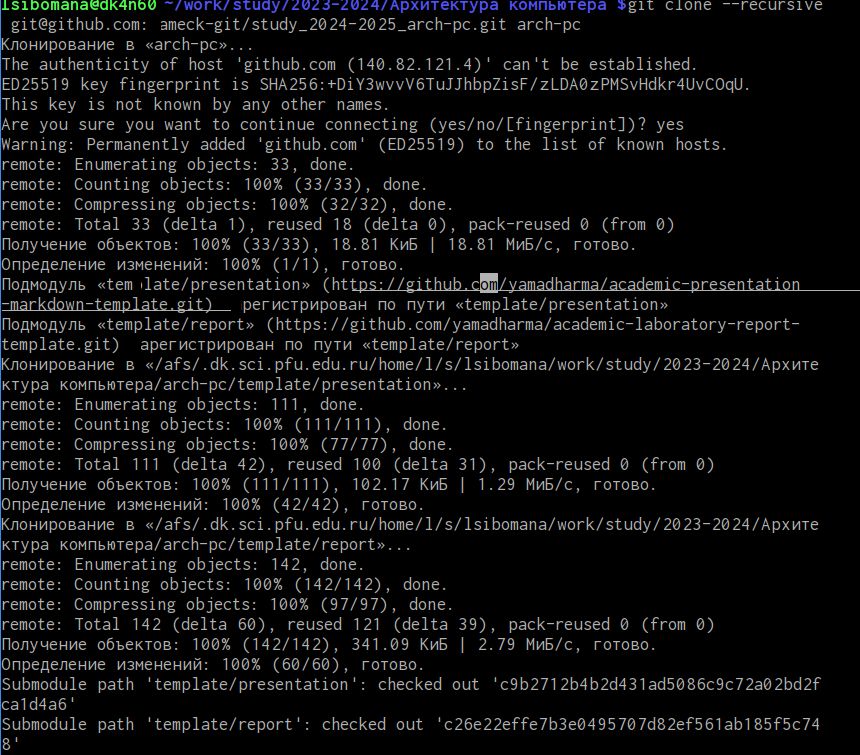 lsibomana@dk4n60 ~/work/study/2023-2024/Архитектура компьютера $git clone --recursive
git@github.com: ameck-git/study_2024-2025_arch-pc.git arch-pc
Клонирование в «arch-pc»...
The authenticity of host 'github.com (140.82.121.4)' can't be established.
ED25519 key fingerprint is SHA256:+DiY3wvvV6TuJJhbpZisF/zLDA0zPMSvHdkr4UvCOqU.
This key is not known by any other names.
Are you sure you want to continue connecting (yes/no/[fingerprint])? yes
Warning: Permanently added 'github.com' (ED25519) to the list of known hosts.
remote: Enumerating objects: 33, done.
remote: Counting objects: 100% (33/33), done.
remote: Compressing objects: 100% (32/32), done.
remote: Total 33 (delta 1), reused 18 (delta 0), pack-reused 0 (from 0)
Получение объектов: 100% (33/33), 18.81 КиБ | 18.81 МиБ/с, готово.
Определение изменений: 100% (1/1), готово.
Подмодуль «tem late/presentation» (https://github.com/yamadharma/academic-presentation
-markdown-template.git) регистрирован по пути «template/presentation»
Подмодуль «template/report» (https://github.com/yamadharma/academic-laboratory-report-
template.git) арегистрирован по пути «template/report»
Клонирование в «/afs/.dk.sci.pfu.edu.ru/home/l/s/lsibomana/work/study/2023-2024/Архите
ктура компьютера/arch-pc/template/presentation»...
remote: Enumerating objects: 111, done.
remote: Counting objects: 100% (111/111), done.
remote: Compressing objects: 100% (77/77), done.
remote: Total 111 (delta 42), reused 100 (delta 31), pack-reused 0 (from 0)
Получение объектов: 100% (111/111), 102.17 КиБ | 1.29 МиБ/с, готово.
Определение изменений: 100% (42/42), готово.
Клонирование в «/afs/.dk.sci.pfu.edu.ru/home/l/s/lsibomana/work/study/2023-2024/Архите
ктура компьютера/arch-pc/template/report»...
remote: Enumerating objects: 142, done.
remote: Counting objects: 100% (142/142), done.
remote: Compressing objects: 100% (97/97), done.
remote: Total 142 (delta 60), reused 121 (delta 39), pack-reused 0 (from 0)
Получение объектов: 100% (142/142), 341.09 КиБ | 2.79 МиБ/с, готово.
Определение изменений: 100% (60/60), готово.
Submodule path 'template/presentation': checked out 'c9b2712b4b2d431ad5086c9c72a02bd2f
ca1d4a6'
Submodule path 'template/report': checked out 'c26e22effe7b3e0495707d82ef561ab185f5c74
8'